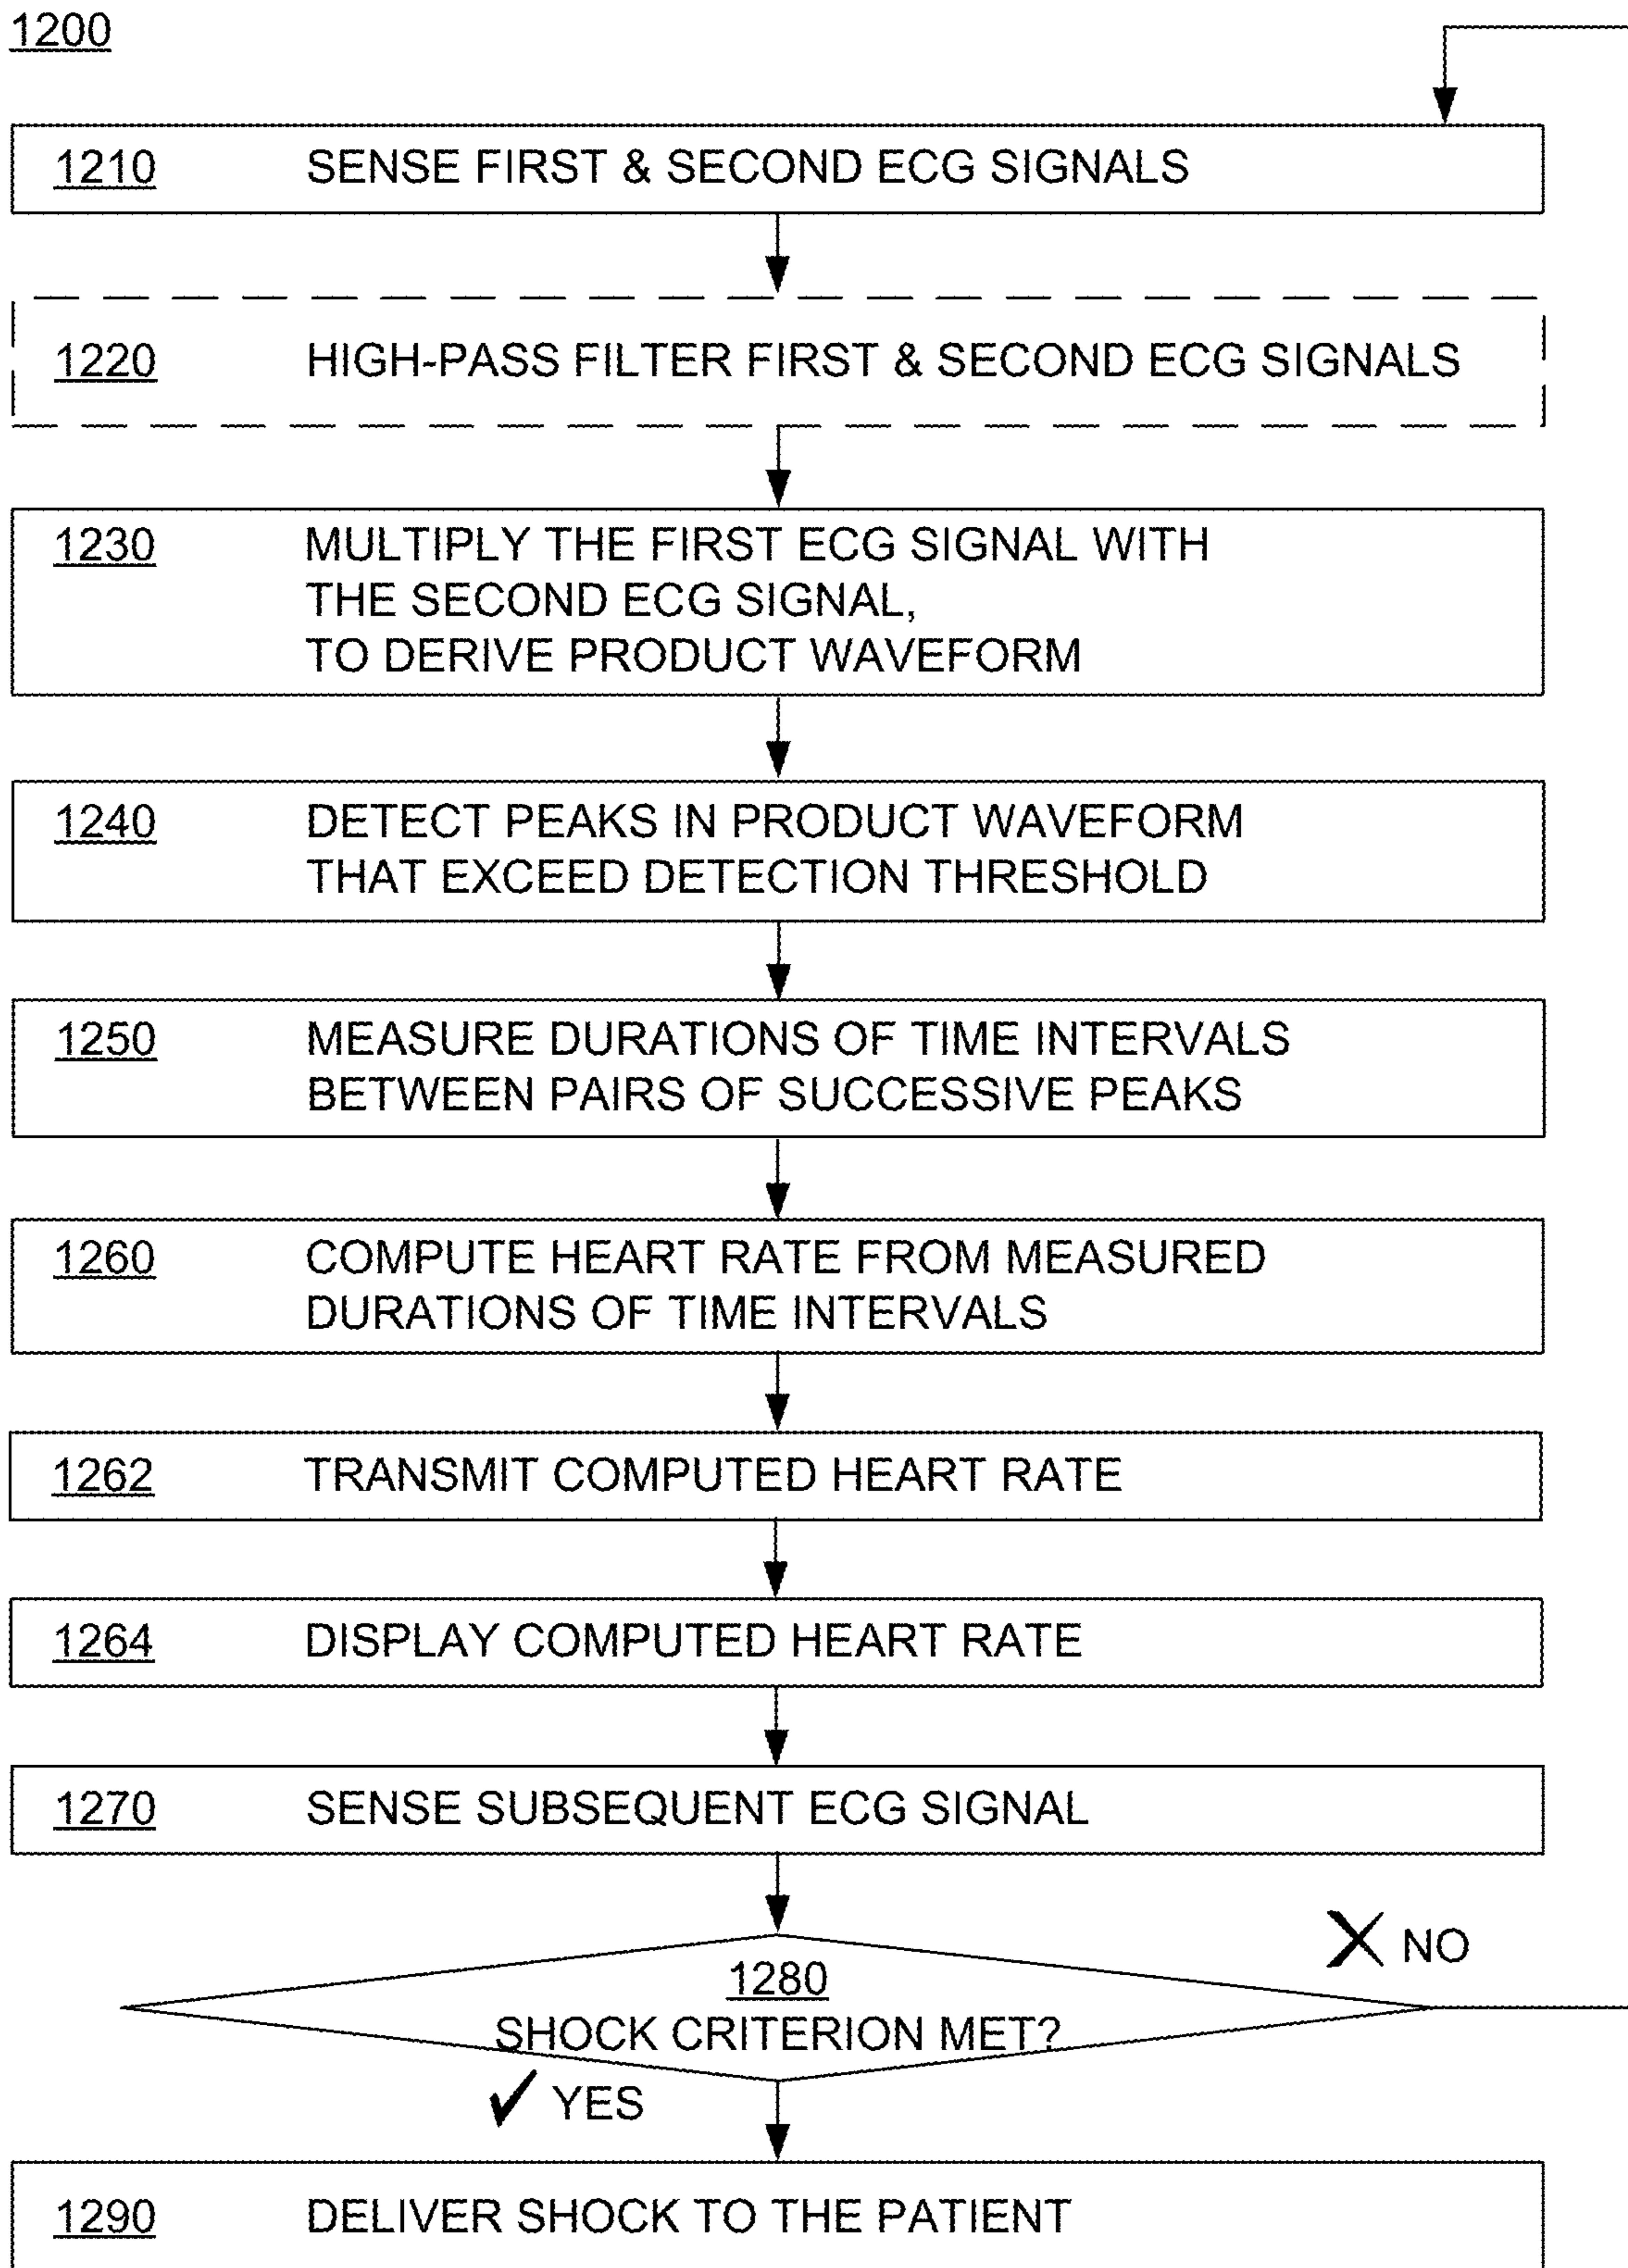 1200
1210 SENSE FIRST & SECOND ECG SIGNALS
1220 HIGH-PASS FILTER FIRST & SECOND ECG SIGNALS
1230 MULTIPLY THE FIRST ECG SIGNAL WITH
THE SECOND ECG SIGNAL,
TO DERIVE PRODUCT WAVEFORM
1240 DETECT PEAKS IN PRODUCT WAVEFORM
THAT EXCEED DETECTION THRESHOLD
1250 MEASURE DURATIONS OF TIME INTERVALS
BETWEEN PAIRS OF SUCCESSIVE PEAKS
1260 COMPUTE HEART RATE FROM MEASURED
DURATIONS OF TIME INTERVALS
1262 TRANSMIT COMPUTED HEART RATE
1264 DISPLAY COMPUTED HEART RATE
1270 SENSE SUBSEQUENT ECG SIGNAL
NO
1280
SHOCK CRITERION MET?
YES
1290 DELIVER SHOCK TO THE PATIENT